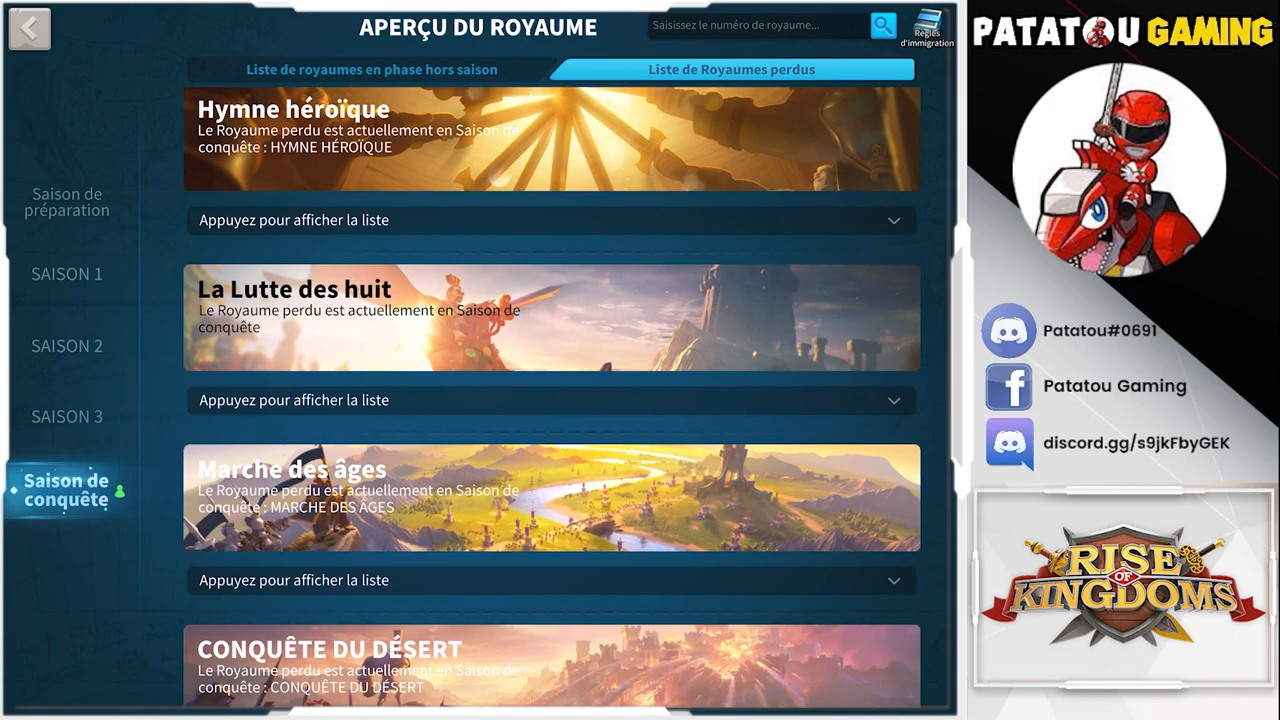 APERÇU DU ROYAUME
Saisissez le numéro de royaume...
Règles
d'immigration
Liste de royaumes en phase hors saison
Liste de Royaumes perdus
Saison de
préparation
SAISON 1
SAISON 2
SAISON 3
Saison de
conquête
Hymne héroïque
Le Royaume perdu est actuellement en Saison de
conquête : HYMNE HÉROÏQUE
Appuyez pour afficher la liste
La Lutte des huit
Le Royaume perdu est actuellement en Saison de
conquête
Appuyez pour afficher la liste
Marche des âges
Le Royaume perdu est actuellement en Saison de
conquête : MARCHE DES ÂGES
Appuyez pour afficher la liste
CONQUÊTE DU DÉSERT
Le Royaume perdu est actuellement en Saison de
conquête : CONQUÊTE DU DÉSERT
PATATOU GAMING
Patatou#0691
Patatou Gaming
discord.gg/s9jkFbyGEK
RISE
OF
KINGDOMS